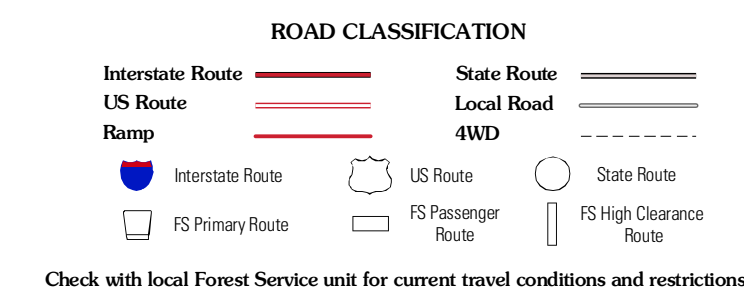 ROAD CLASSIFICATION
Interstate Route
State Route
US Route
Local Road
Ramp
4WD
Interstate Route
US Route
State Route
FS Primary Route
FS Passenger
Route
FS High Clearance
Route
Check with local Forest Service unit for current travel conditions and restrictions